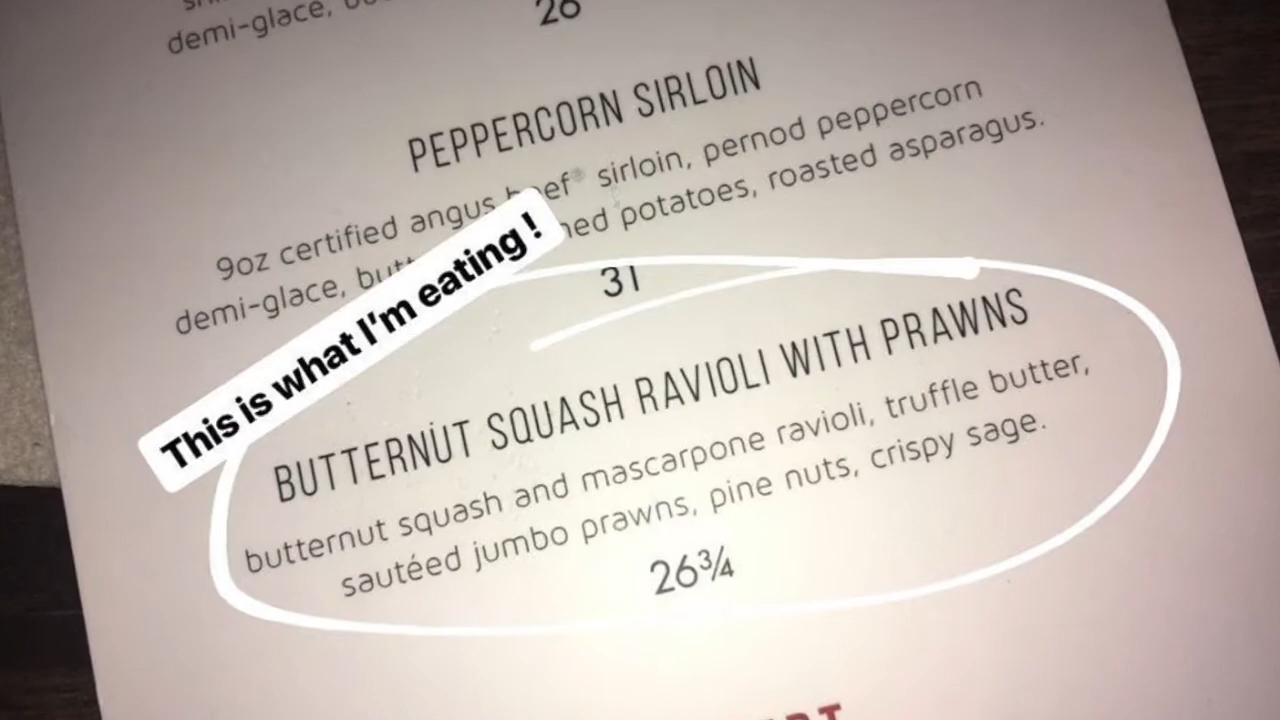 demi-glace,
26
PEPPERCORN SIRLOIN
9oz certified angus beef® sirloin, pernod peppercorn
demi-glace, potatoes, roasted asparagus.
31
This is what I'm eating!
BUTTERNUT SQUASH RAVIOLI WITH PRAWNS
butternut squash and mascarpone ravioli, truffle butter,
sautéed jumbo prawns, pine nuts, crispy sage.
26¾